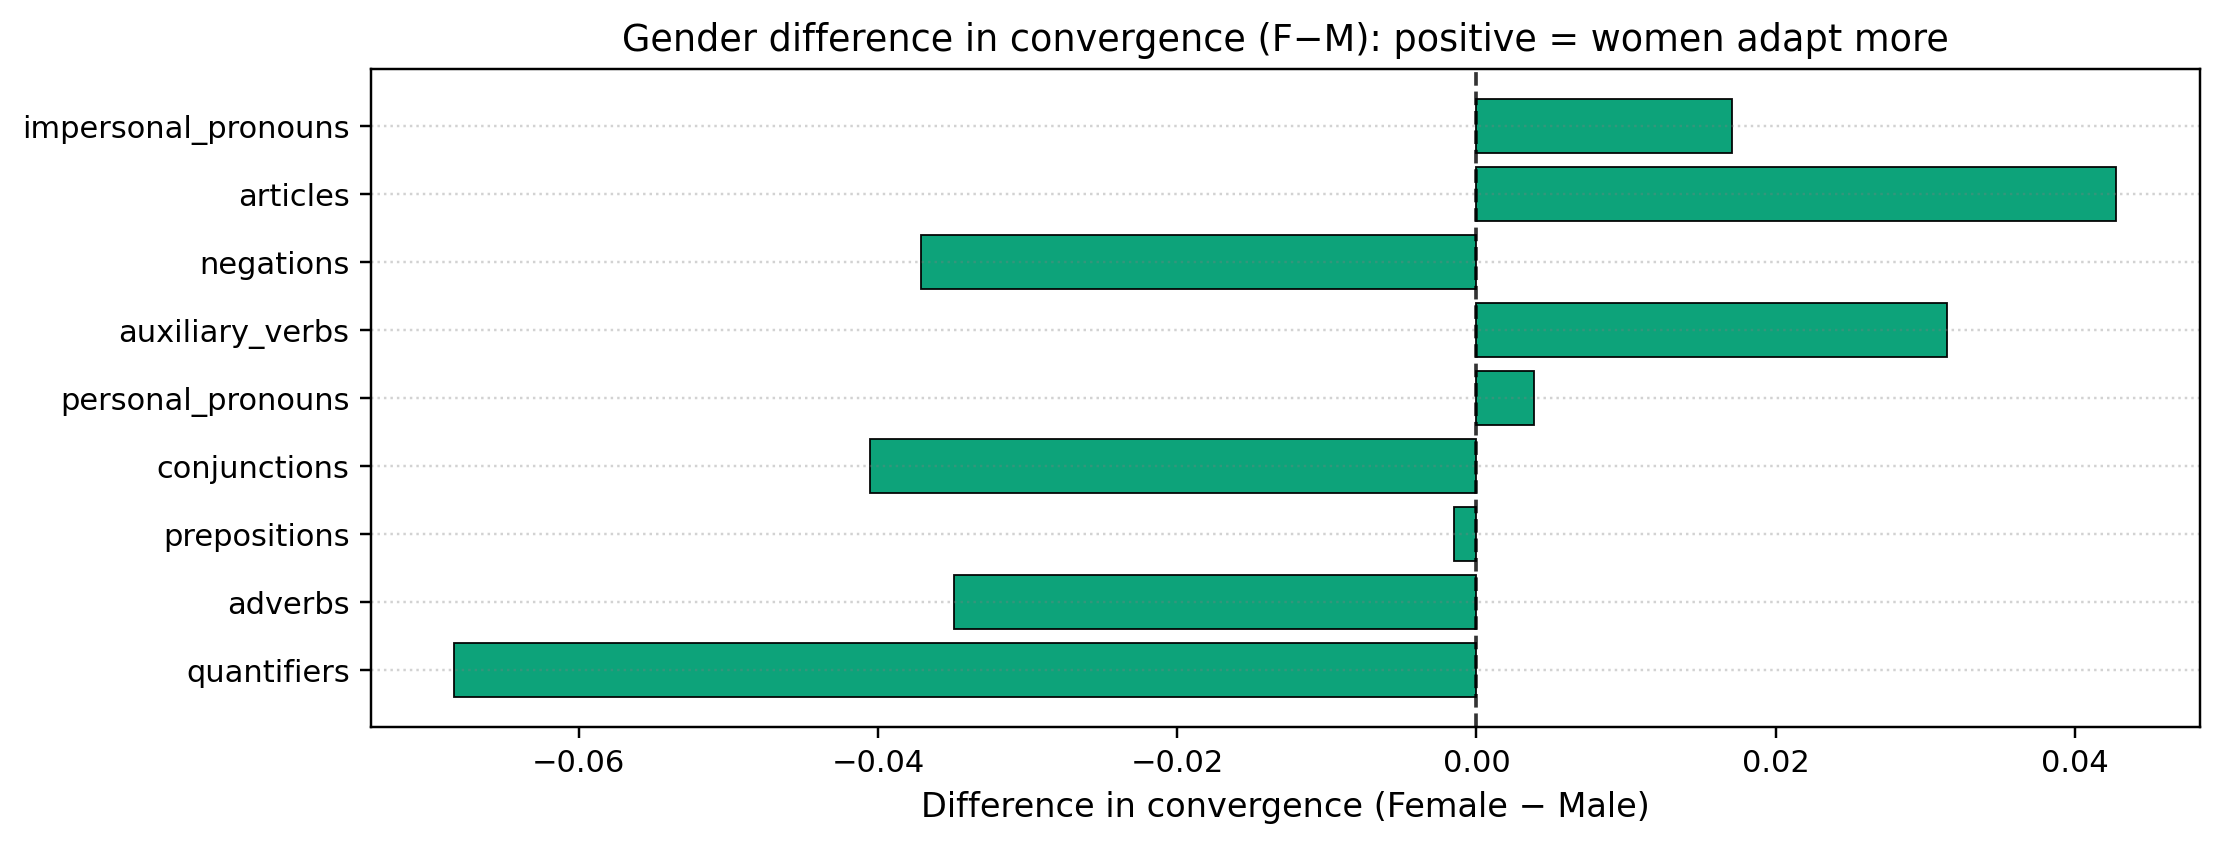 Gender difference in convergence (F−M): positive = women adapt more
impersonal_pronouns
articles
negations
auxiliary_verbs
personal_pronouns
conjunctions
prepositions
adverbs
quantifiers
−0.06 −0.04 −0.02 0.00 0.02 0.04
Difference in convergence (Female − Male)